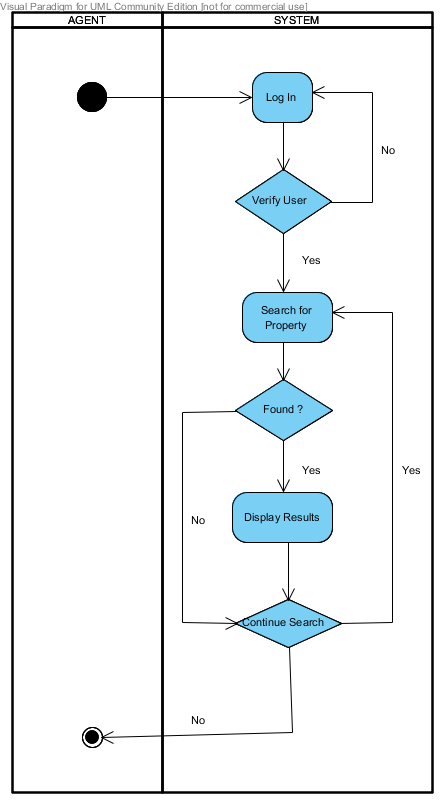 Visual Paradigm for UML Community Edition [not for commercial use]
AGENT
SYSTEM
Log In
No
Verify User
Yes
Search for
Property
Found ?
Yes
Yes
No
Display Results
Continue Search
No